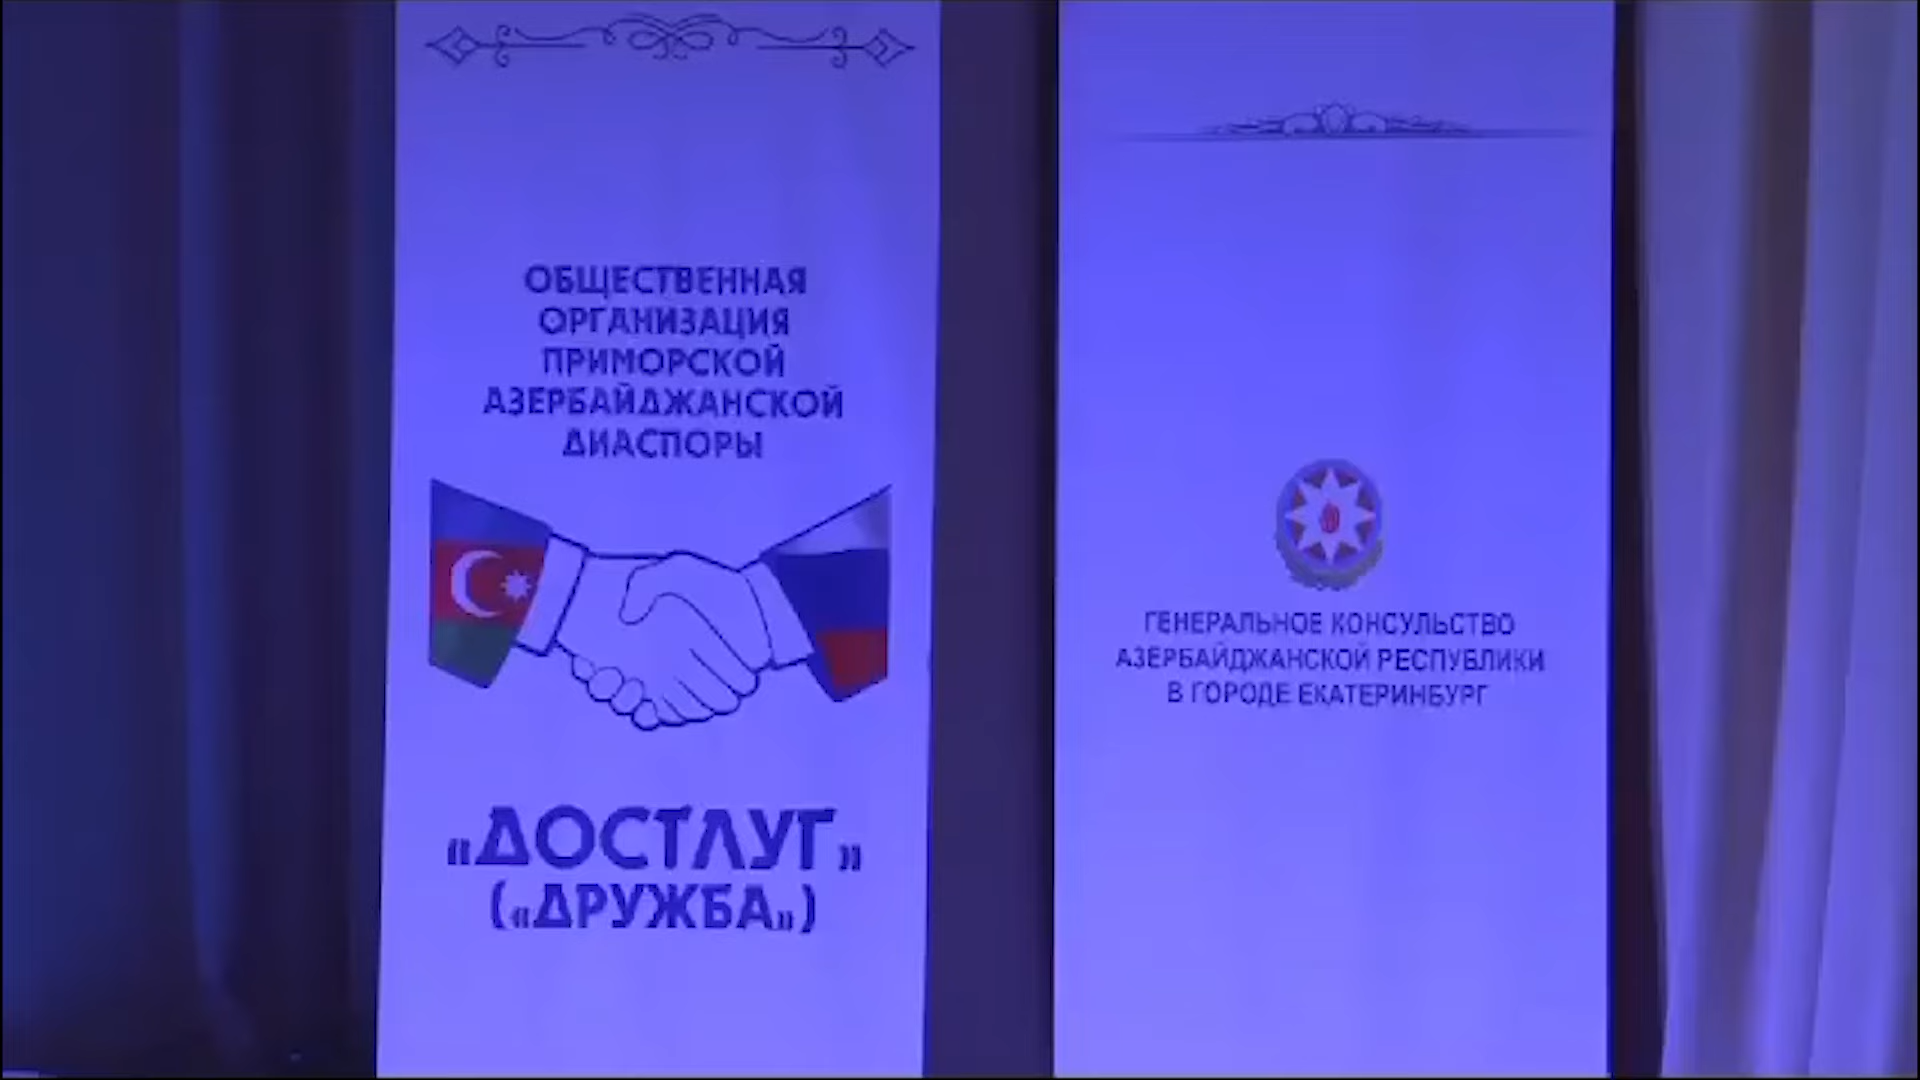 ОБЩЕСТВЕННАЯ
ОРГАНИЗАЦИЯ
ПРИМОРСКОЙ
АЗЕРБАЙДЖАНСКОЙ
ДИАСПОРЫ
«ДОСТЛУГ»
(«ДРУЖБА»)
ГЕНЕРАЛЬНОЕ КОНСУЛЬСТВО
АЗЕРБАЙДЖАНСКОЙ РЕСПУБЛИКИ
В ГОРОДЕ ЕКАТЕРИНБУРГ